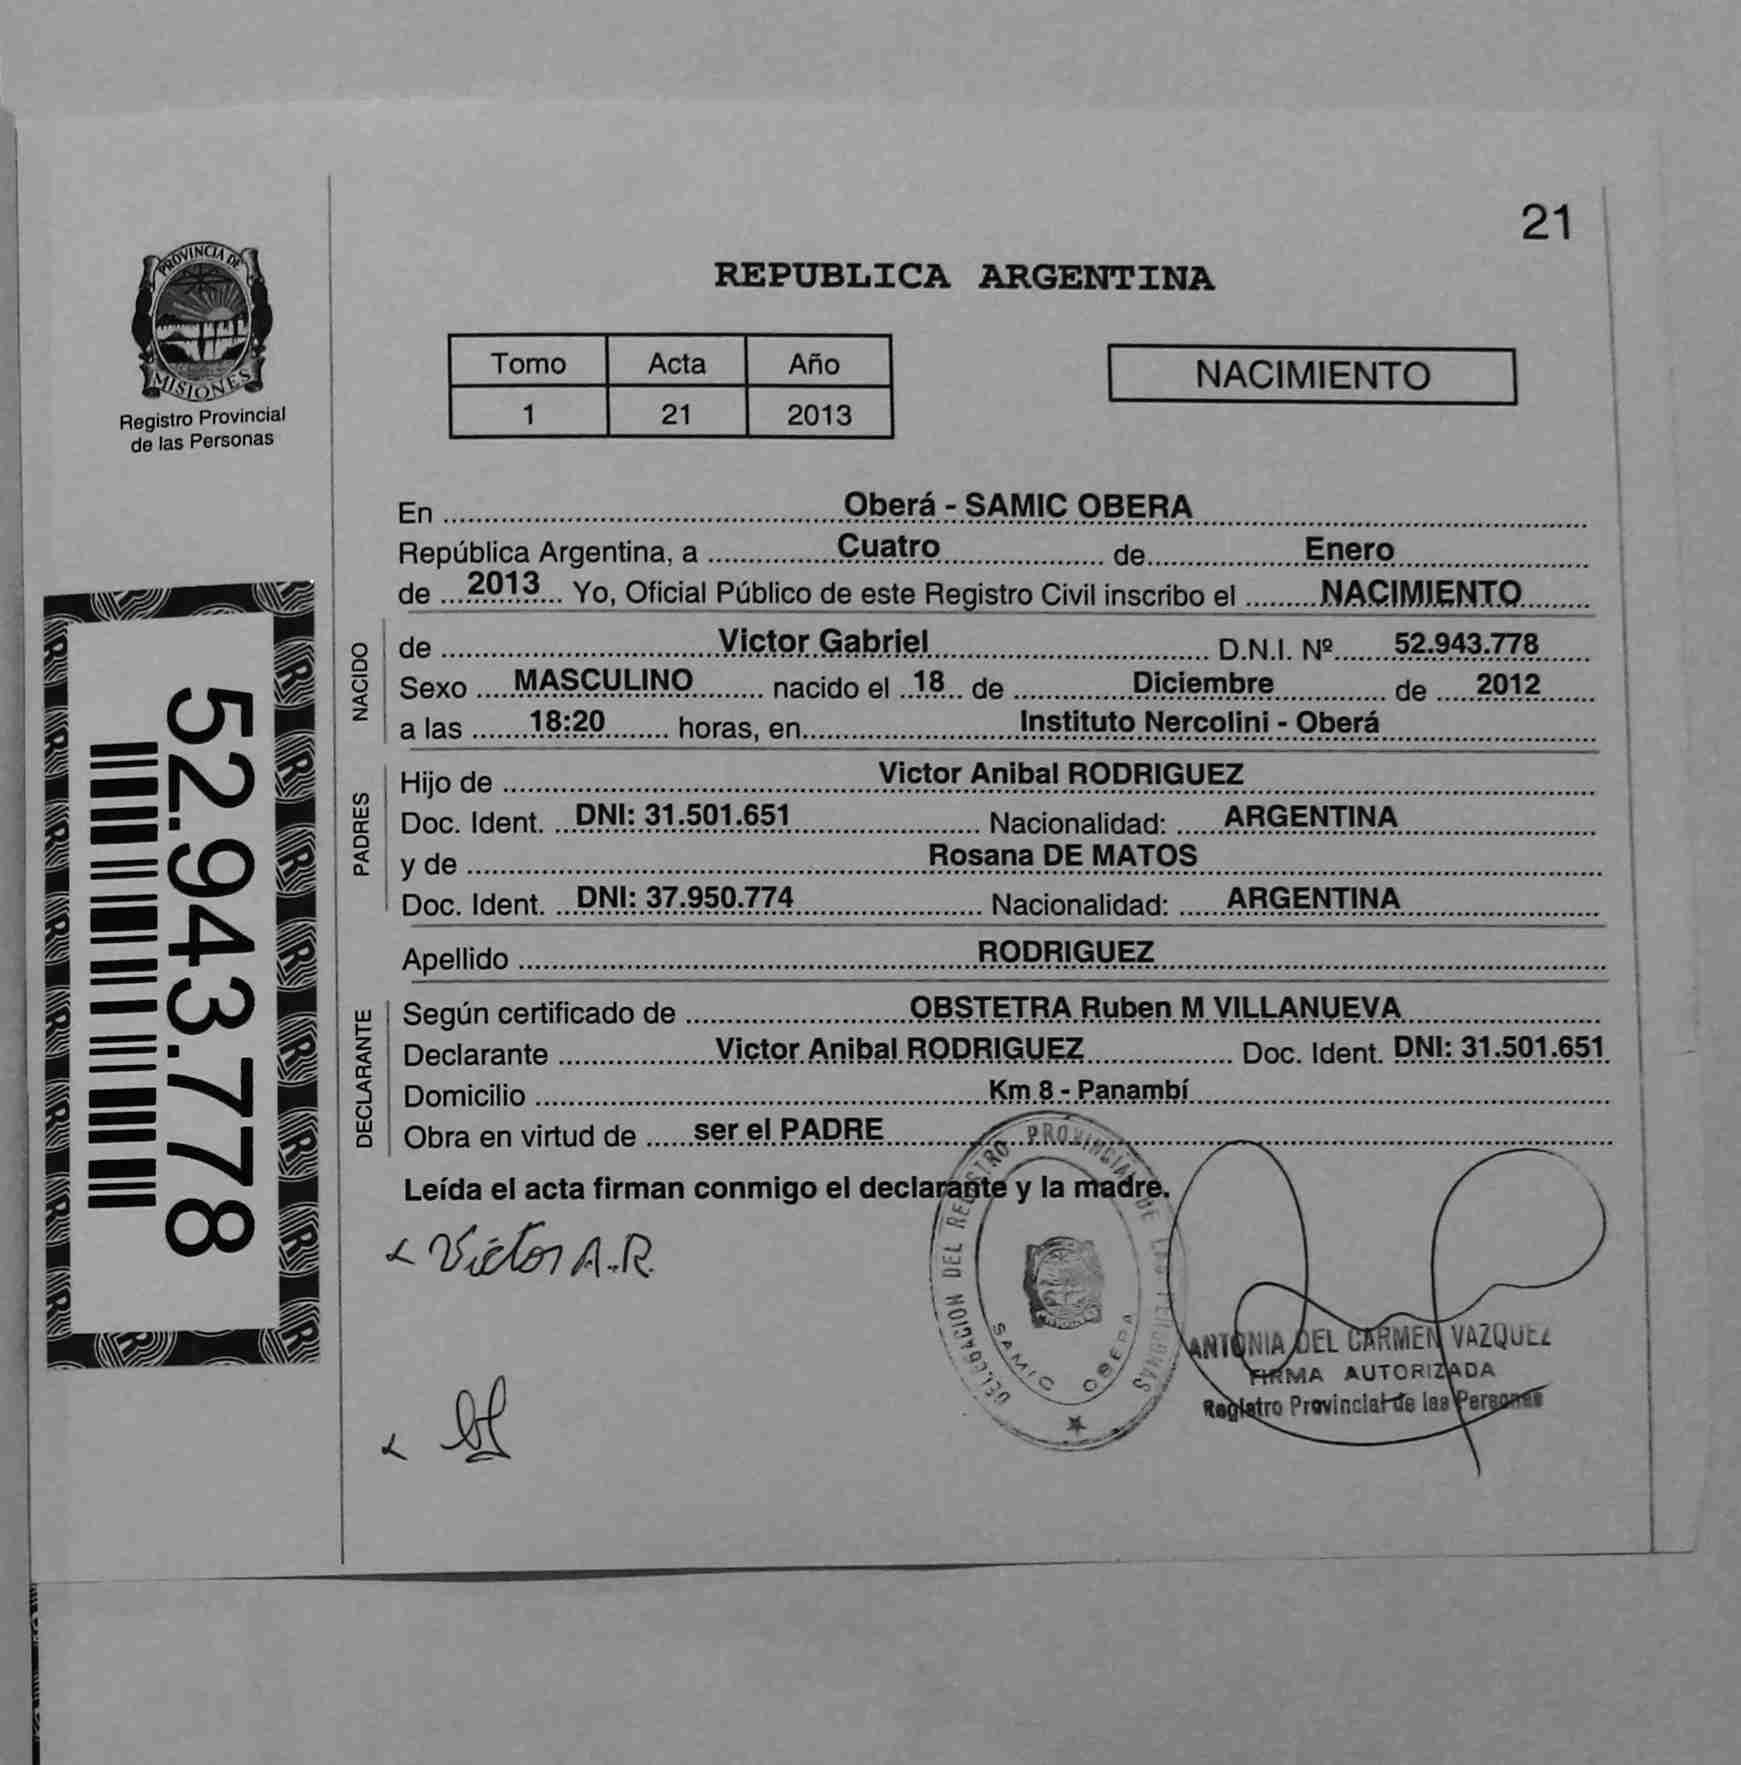 21
REPUBLICA ARGENTINA
PROVINCIA DE
MISIONES
Registro Provincial
de las Personas
Tomo Acta Año
1 21 2013
NACIMIENTO
En ........ Oberá - SAMIC OBERA ........
República Argentina, a ........ Cuatro ........ de ........ Enero ........
de .... 2013 .... Yo, Oficial Público de este Registro Civil inscribo el ........ NACIMIENTO ........
NACIDO
de ........ Victor Gabriel ........ D.N.I. Nº ........ 52.943.778 ........
Sexo .... MASCULINO ........ nacido el .. 18 .. de ........ Diciembre ........ de .... 2012 ....
a las ........ 18:20 ........ horas, en ........ Instituto Nercolini - Oberá ........
PADRES
Hijo de ........ Victor Anibal RODRIGUEZ ........
Doc. Ident. ... DNI: 31.501.651 ........ Nacionalidad: ..... ARGENTINA ........
y de ........ Rosana DE MATOS ........
Doc. Ident. ... DNI: 37.950.774 ........ Nacionalidad: ..... ARGENTINA ........
Apellido ........ RODRIGUEZ ........
DECLARANTE
Según certificado de ........ OBSTETRA Ruben M VILLANUEVA ........
Declarante ........ Victor Anibal RODRIGUEZ ........ Doc. Ident. DNI: 31.501.651
Domicilio ........ Km 8 - Panambí ........
Obra en virtud de ..... ser el PADRE ........
Leída el acta firman conmigo el declarante y la madre.
Victor A.R.
DELEGACION DEL REGISTRO PROVINCIAL DE LAS PERSONAS
SAMIC OBERA
ANTONIA DEL CARMEN VAZQUEZ
FIRMA AUTORIZADA
Registro Provincial de las Personas
52.943.778